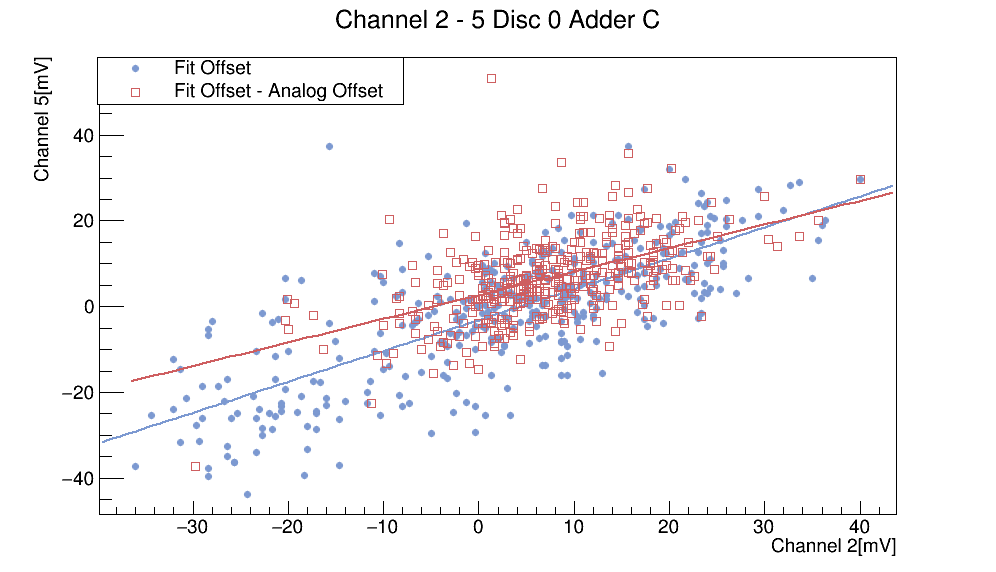 Channel 2 - 5 Disc 0 Adder C
Channel 5[mV]
Fit Offset
Fit Offset - Analog Offset
40
20
0
−20
−40
−30
−20
−10
0
10
20
30
40
Channel 2[mV]